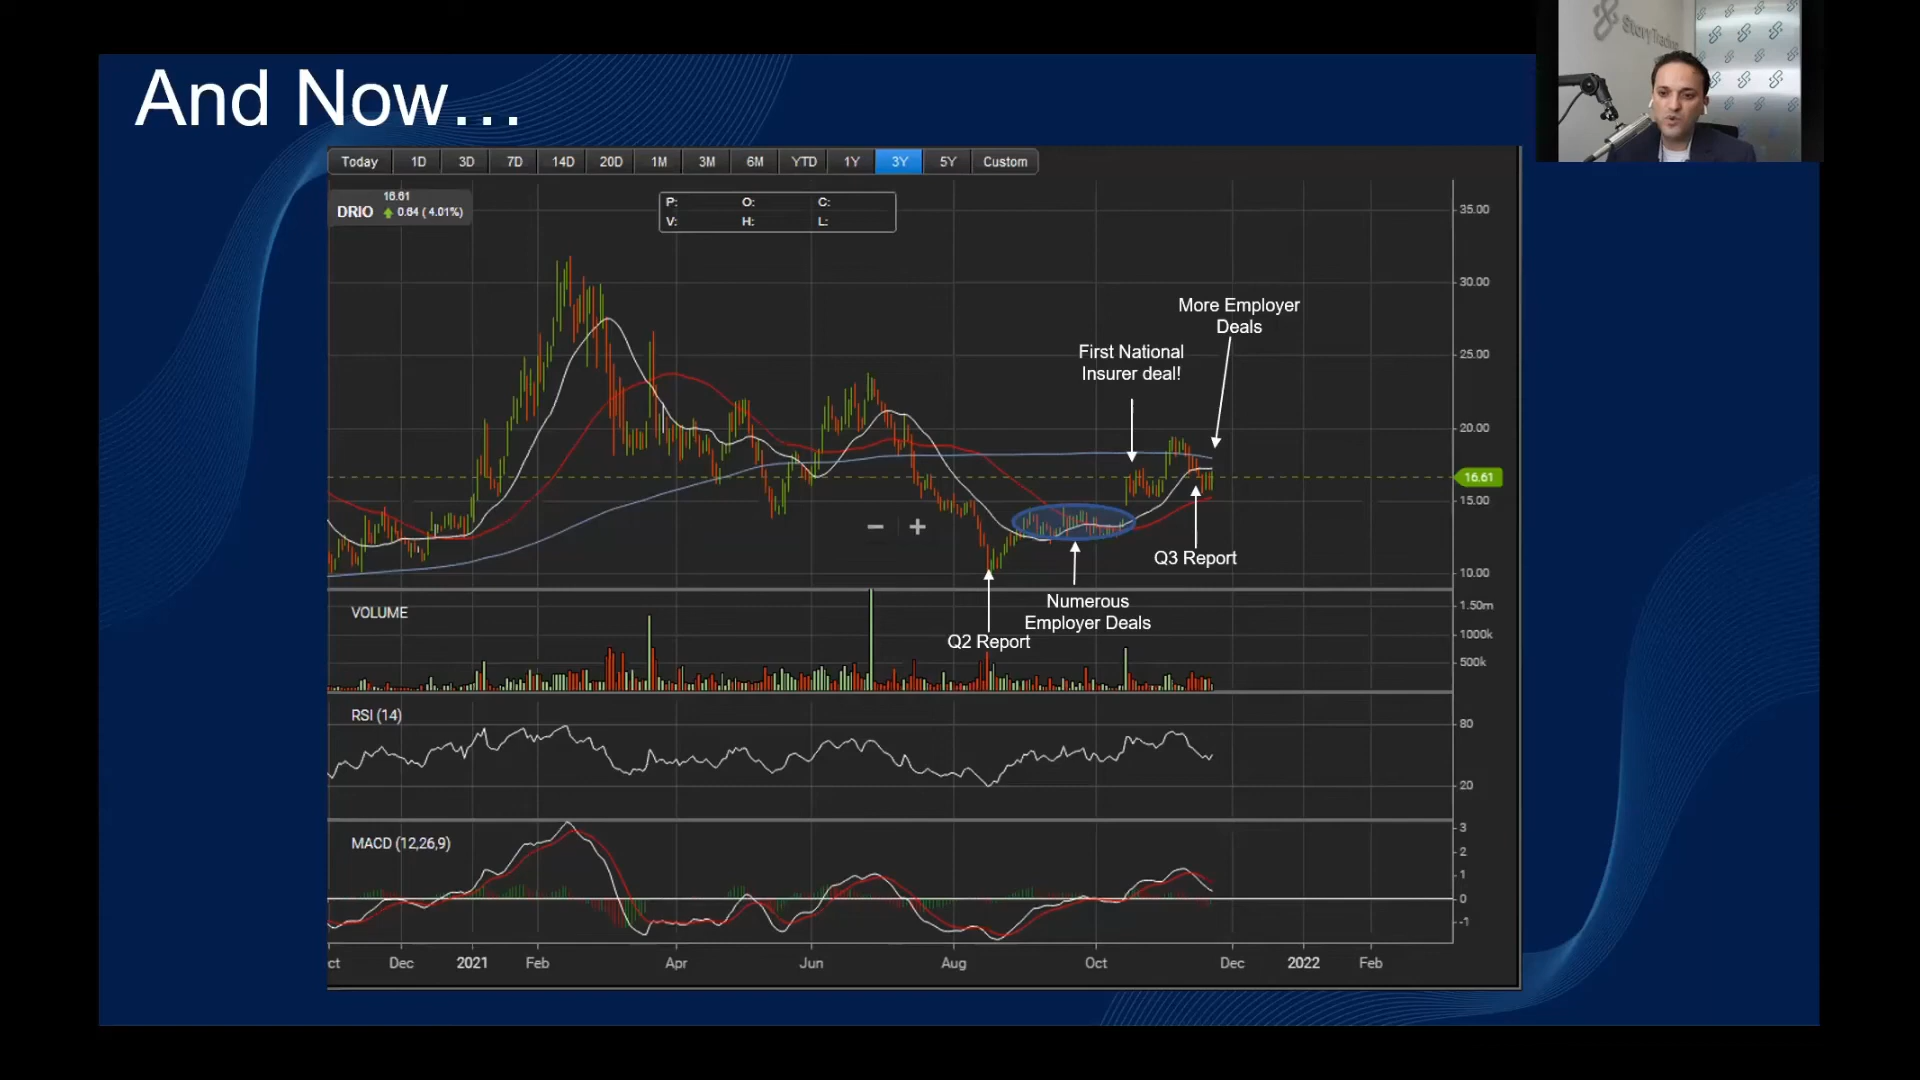 And Now...
StoryTrading
Today 1D 3D 7D 14D 20D 1M 3M 6M YTD 1Y 3Y 5Y Custom
DRIO 16.61 0.64 ( 4.01%)
P: O: C:
V: H: L:
35.00
30.00
25.00
20.00
16.61
15.00
10.00
More Employer
Deals
First National
Insurer deal!
Q3 Report
Numerous
Employer Deals
Q2 Report
VOLUME
1.50m
1000k
500k
RSI (14)
80
20
MACD (12,26,9)
3
2
1
0
-1
ct Dec 2021 Feb Apr Jun Aug Oct Dec 2022 Feb